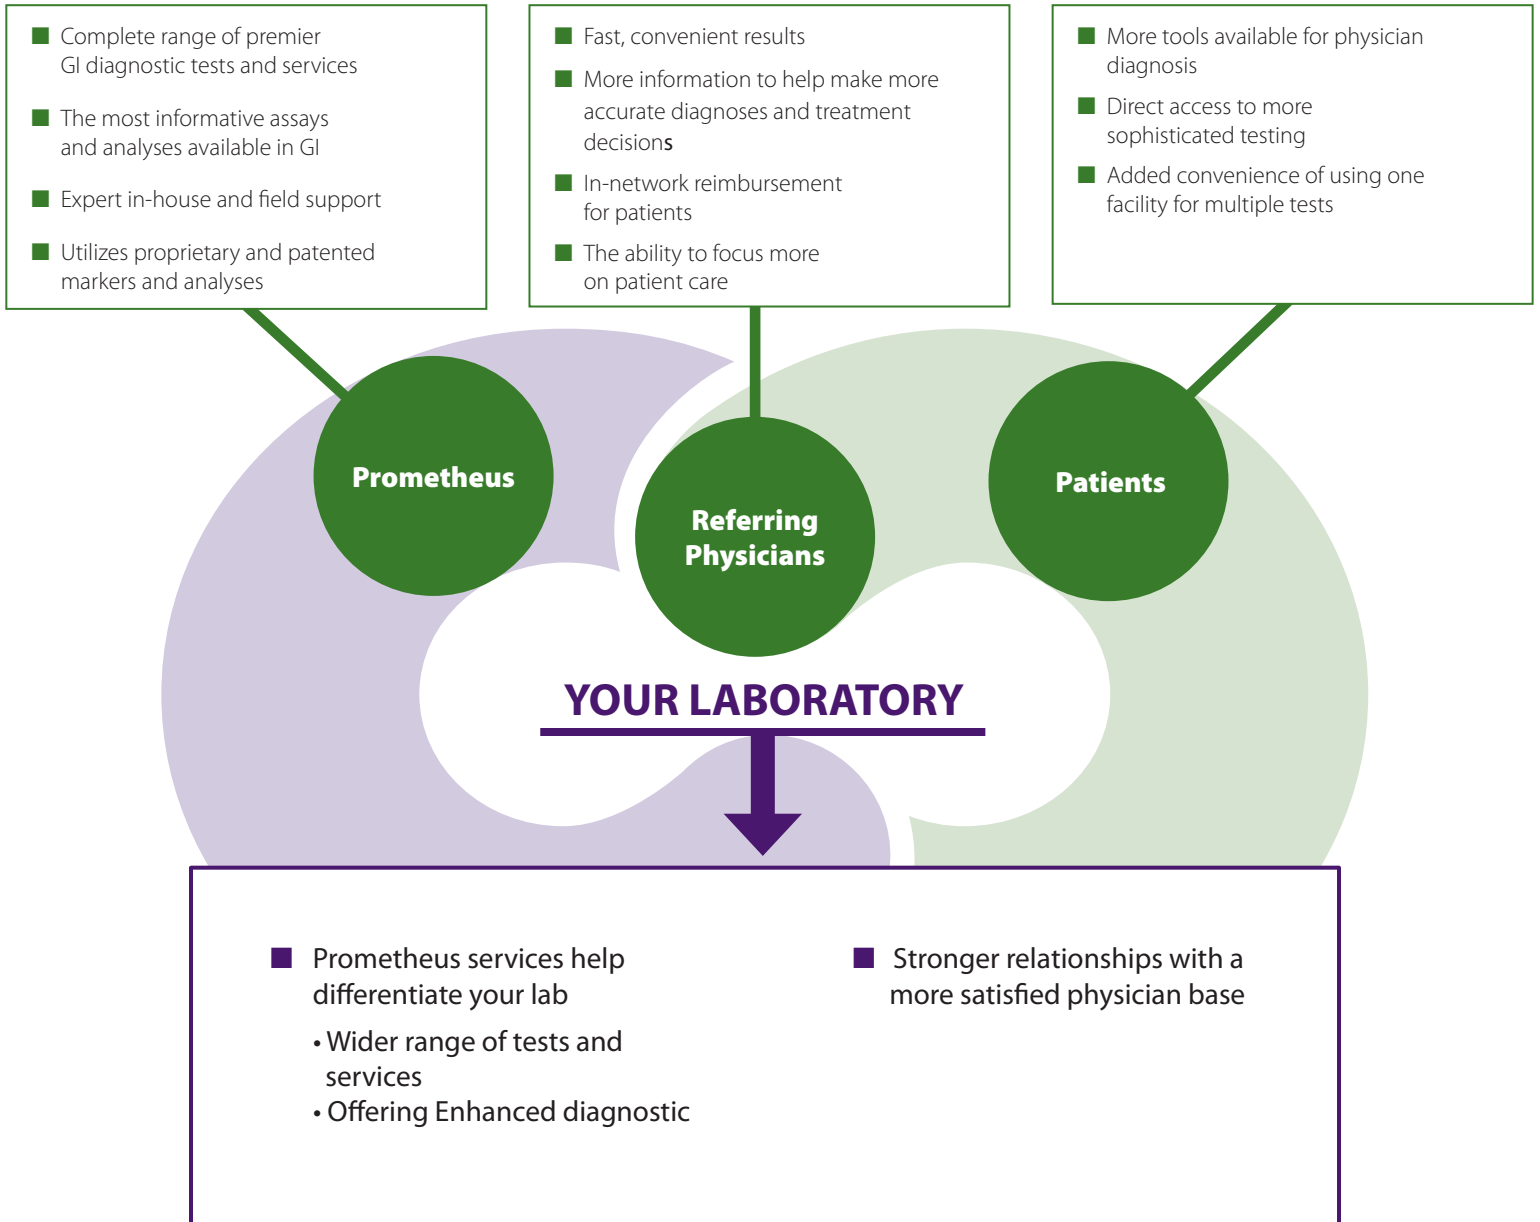 ■ Complete range of premier
GI diagnostic tests and services
■ The most informative assays
and analyses available in GI
■ Expert in-house and field support
■ Utilizes proprietary and patented
markers and analyses
■ Fast, convenient results
■ More information to help make more
accurate diagnoses and treatment
decisions
■ In-network reimbursement
for patients
■ The ability to focus more
on patient care
■ More tools available for physician
diagnosis
■ Direct access to more
sophisticated testing
■ Added convenience of using one
facility for multiple tests
Prometheus
Referring
Physicians
Patients
YOUR LABORATORY
■ Prometheus services help
differentiate your lab
• Wider range of tests and
services
• Offering Enhanced diagnostic
■ Stronger relationships with a
more satisfied physician base